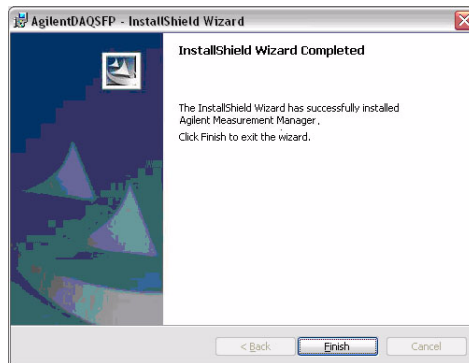 AgilentDAQSFP - InstallShield Wizard
InstallShield Wizard Completed
The InstallShield Wizard has successfully installed
Agilent Measurement Manager.
Click Finish to exit the wizard.
< Back
Finish
Cancel